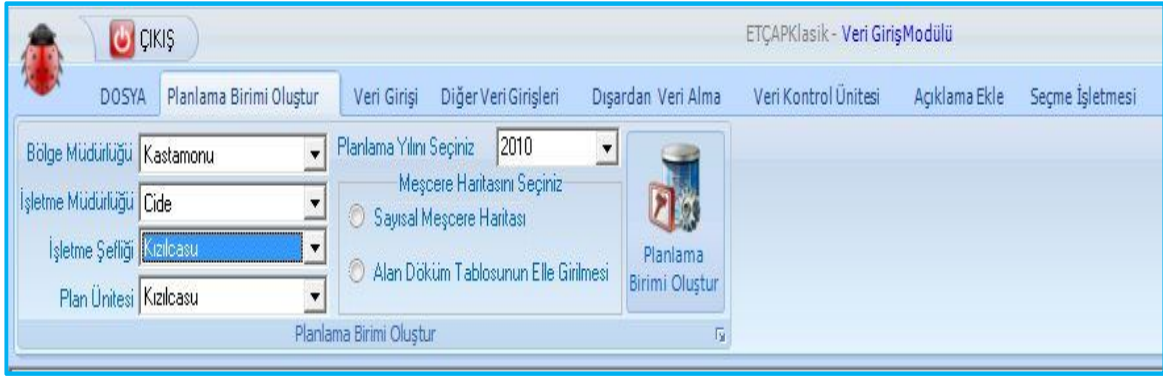 ÇIKIŞ
ETÇAPKlasik - Veri GirişModülü
DOSYA Planlama Birimi Oluştur Veri Girişi Diğer Veri Girişleri Dışardan Veri Alma Veri Kontrol Ünitesi Açıklama Ekle Seçme İşletmesi
Bölge Müdürlüğü Kastamonu
İşletme Müdürlüğü Cide
İşletme Şefliği Kızılcasu
Plan Ünitesi Kızılcasu
Planlama Yılını Seçiniz 2010
Meşcere Haritasını Seçiniz
Sayısal Meşcere Haritası
Alan Döküm Tablosunun Elle Girilmesi
Planlama
Birimi Oluştur
Planlama Birimi Oluştur